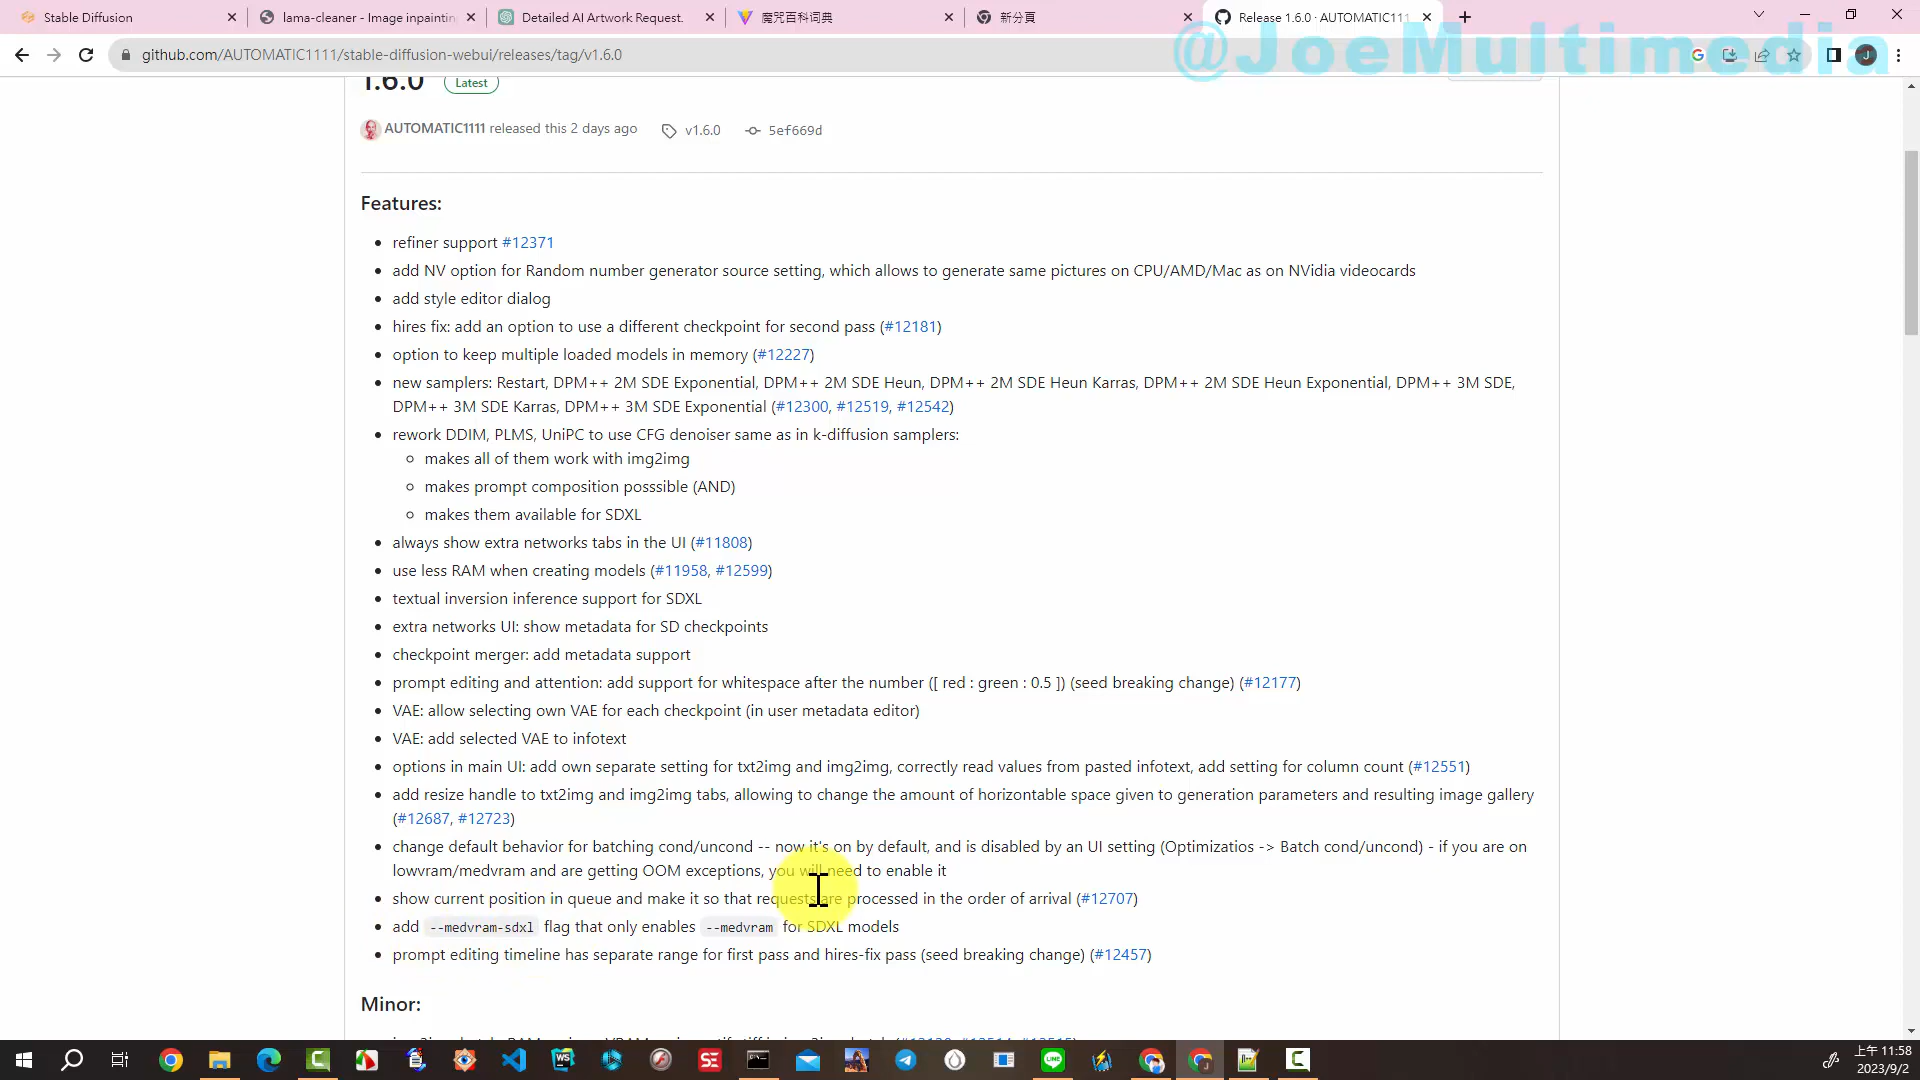 Stable Diffusion
lama-cleaner - Image inpainting
Detailed AI Artwork Request.
魔咒百科词典
新分頁
Release 1.6.0 · AUTOMATIC111
github.com/AUTOMATIC1111/stable-diffusion-webui/releases/tag/v1.6.0
@JoeMultimedia
1.6.0 Latest
AUTOMATIC1111 released this 2 days ago v1.6.0 5ef669d
Features:
refiner support #12371
add NV option for Random number generator source setting, which allows to generate same pictures on CPU/AMD/Mac as on NVidia videocards
add style editor dialog
hires fix: add an option to use a different checkpoint for second pass (#12181)
option to keep multiple loaded models in memory (#12227)
new samplers: Restart, DPM++ 2M SDE Exponential, DPM++ 2M SDE Heun, DPM++ 2M SDE Heun Karras, DPM++ 2M SDE Heun Exponential, DPM++ 3M SDE,
DPM++ 3M SDE Karras, DPM++ 3M SDE Exponential (#12300, #12519, #12542)
rework DDIM, PLMS, UniPC to use CFG denoiser same as in k-diffusion samplers:
makes all of them work with img2img
makes prompt composition posssible (AND)
makes them available for SDXL
always show extra networks tabs in the UI (#11808)
use less RAM when creating models (#11958, #12599)
textual inversion inference support for SDXL
extra networks UI: show metadata for SD checkpoints
checkpoint merger: add metadata support
prompt editing and attention: add support for whitespace after the number ([ red : green : 0.5 ]) (seed breaking change) (#12177)
VAE: allow selecting own VAE for each checkpoint (in user metadata editor)
VAE: add selected VAE to infotext
options in main UI: add own separate setting for txt2img and img2img, correctly read values from pasted infotext, add setting for column count (#12551)
add resize handle to txt2img and img2img tabs, allowing to change the amount of horizontable space given to generation parameters and resulting image gallery
(#12687, #12723)
change default behavior for batching cond/uncond -- now it's on by default, and is disabled by an UI setting (Optimizatios -> Batch cond/uncond) - if you are on
lowvram/medvram and are getting OOM exceptions, you will need to enable it
show current position in queue and make it so that requests are processed in the order of arrival (#12707)
add --medvram-sdxl flag that only enables --medvram for SDXL models
prompt editing timeline has separate range for first pass and hires-fix pass (seed breaking change) (#12457)
Minor:
上午 11:58
2023/9/2